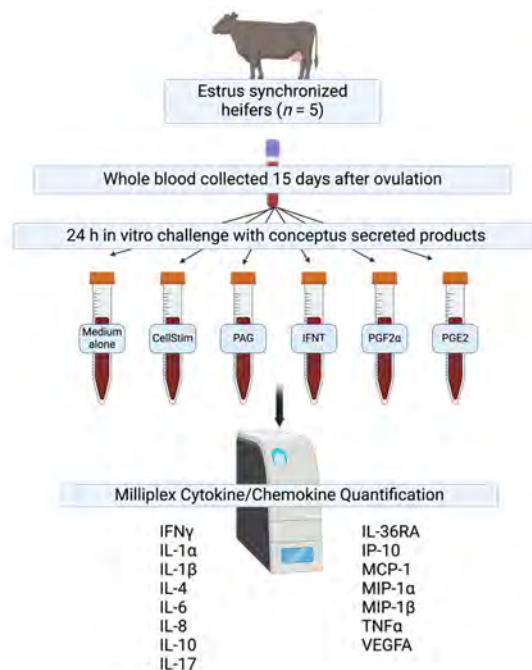 Estrus synchronized
heifers (n = 5)
Whole blood collected 15 days after ovulation
24 h in vitro challenge with conceptus secreted products
Medium
alone
CellStim
PAG
IFNT
PGF2α
PGE2
Milliplex Cytokine/Chemokine Quantification
IFNγ
IL-1α
IL-1β
IL-4
IL-6
IL-8
IL-10
IL-17
IL-36RA
IP-10
MCP-1
MIP-1α
MIP-1β
TNFα
VEGFA